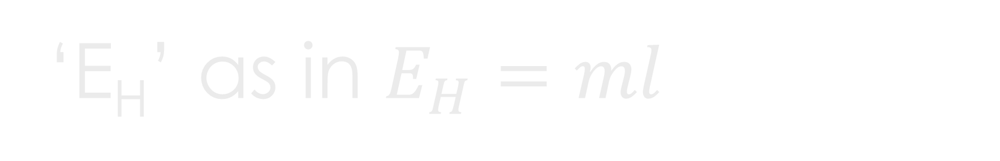 ‘E_H’ as in E_H = ml